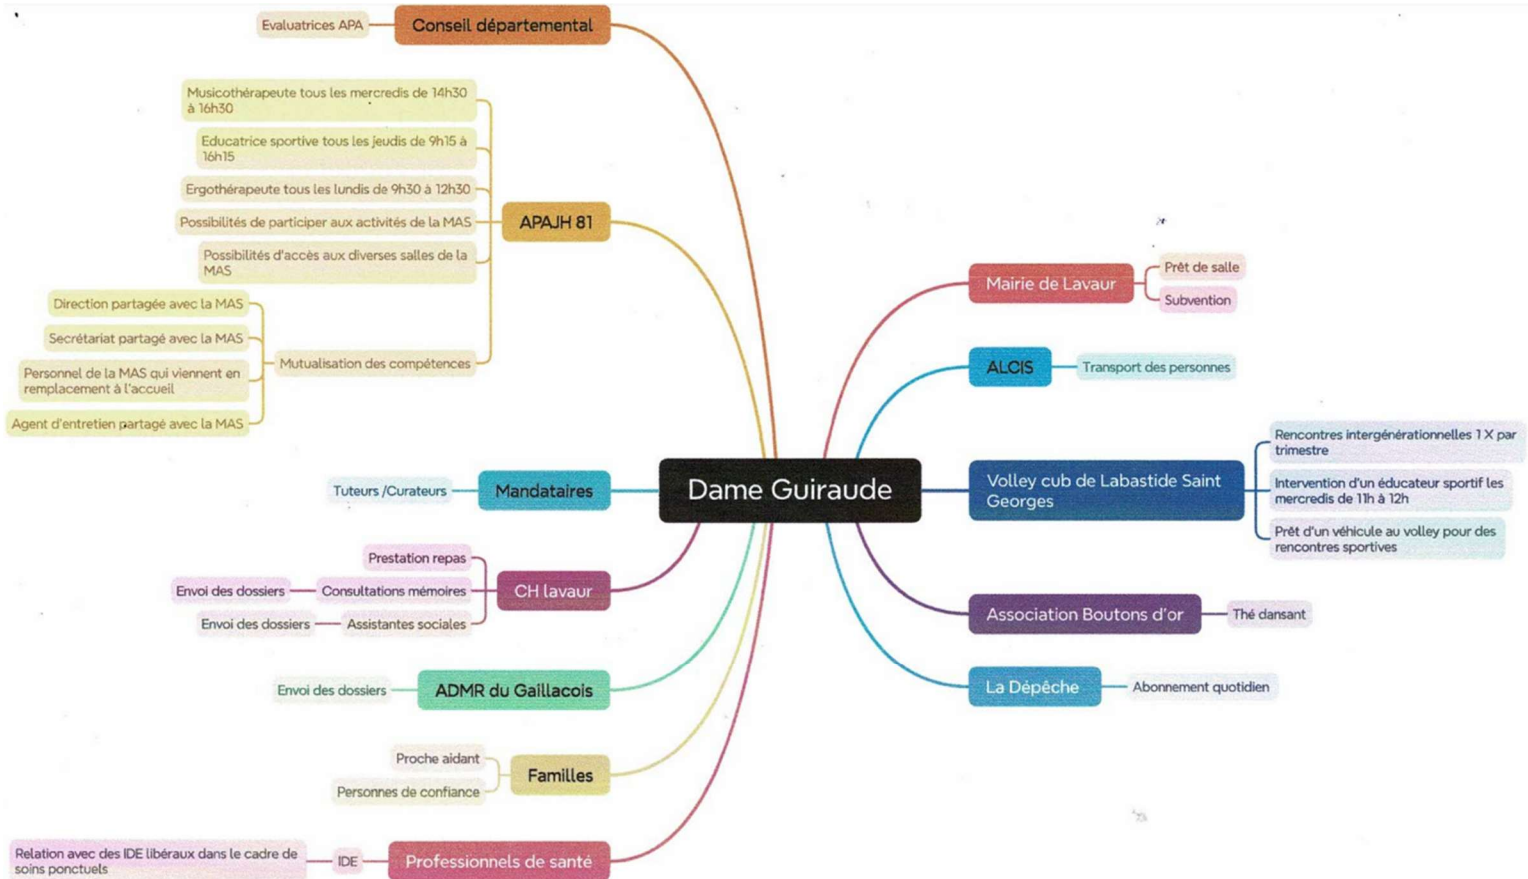 Evaluatrices APA
Conseil départemental
Musicothérapeute tous les mercredis de 14h30
à 16h30
Educatrice sportive tous les jeudis de 9h15 à
16h15
Ergothérapeute tous les lundis de 9h30 à 12h30
Possibilités de participer aux activités de la MAS
Possibilités d'accès aux diverses salles de la
MAS
Direction partagée avec la MAS
Secrétariat partagé avec la MAS
Personnel de la MAS qui viennent en
remplacement à l'accueil
Agent d'entretien partagé avec la MAS
Mutualisation des compétences
APAJH 81
Tuteurs /Curateurs
Mandataires
Prestation repas
Envoi des dossiers
Consultations mémoires
Envoi des dossiers
Assistantes sociales
CH lavaur
Envoi des dossiers
ADMR du Gaillacois
Proche aidant
Personnes de confiance
Familles
Relation avec des IDE libéraux dans le cadre de
soins ponctuels
IDE
Professionnels de santé
Dame Guiraude
Mairie de Lavaur
Prêt de salle
Subvention
ALCIS
Transport des personnes
Volley cub de Labastide Saint
Georges
Rencontres intergénérationnelles 1 X par
trimestre
Intervention d'un éducateur sportif les
mercredis de 11h à 12h
Prêt d'un véhicule au volley pour des
rencontres sportives
Association Boutons d'or
Thé dansant
La Dépêche
Abonnement quotidien